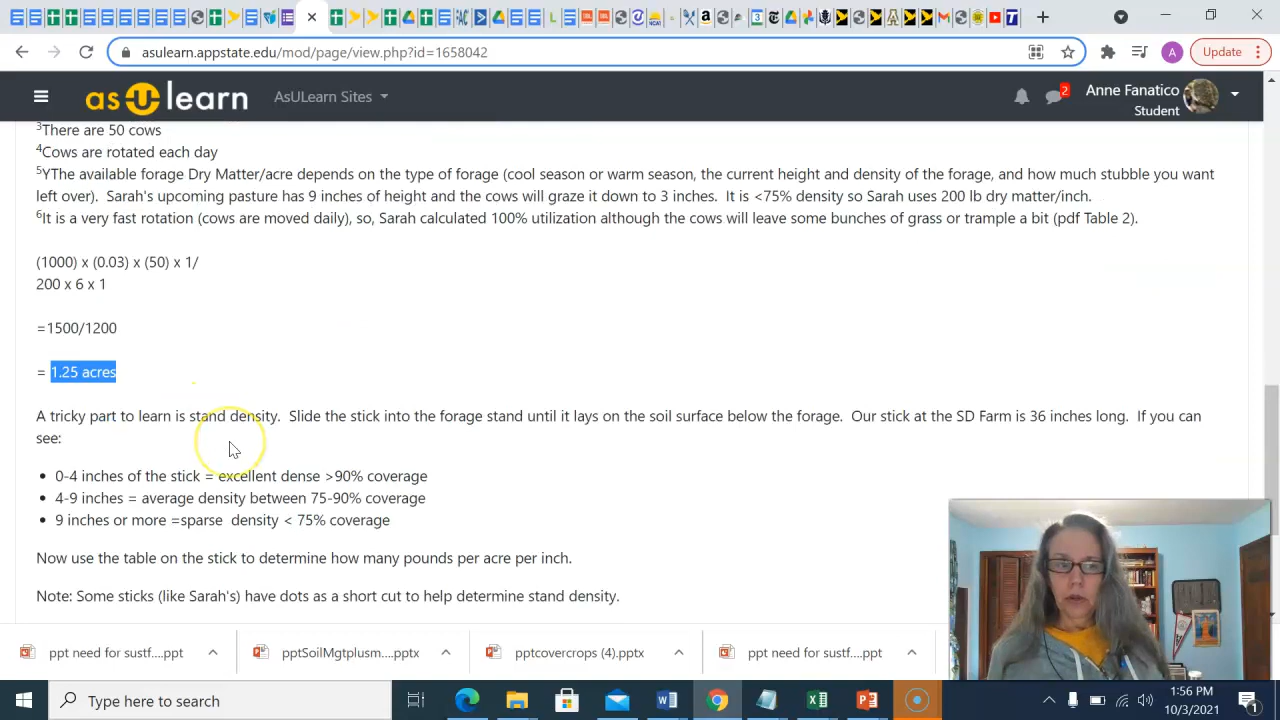 asulearn.appstate.edu/mod/page/view.php?id=1658042
A
Update
asUlearn
AsULearn Sites
2
Anne Fanatico
Student
3There are 50 cows
4Cows are rotated each day
5YThe available forage Dry Matter/acre depends on the type of forage (cool season or warm season, the current height and density of the forage, and how much stubble you want
left over). Sarah's upcoming pasture has 9 inches of height and the cows will graze it down to 3 inches. It is <75% density so Sarah uses 200 lb dry matter/inch.
6It is a very fast rotation (cows are moved daily), so, Sarah calculated 100% utilization although the cows will leave some bunches of grass or trample a bit (pdf Table 2).
(1000) x (0.03) x (50) x 1/
200 x 6 x 1
=1500/1200
= 1.25 acres
A tricky part to learn is stand density. Slide the stick into the forage stand until it lays on the soil surface below the forage. Our stick at the SD Farm is 36 inches long. If you can
see:
• 0-4 inches of the stick = excellent dense >90% coverage
• 4-9 inches = average density between 75-90% coverage
• 9 inches or more =sparse density < 75% coverage
Now use the table on the stick to determine how many pounds per acre per inch.
Note: Some sticks (like Sarah's) have dots as a short cut to help determine stand density.
ppt need for sustf....ppt
pptSoilMgtplusm....pptx
pptcovercrops (4).pptx
ppt need for sustf....ppt
Type here to search
1:56 PM
10/3/2021
1